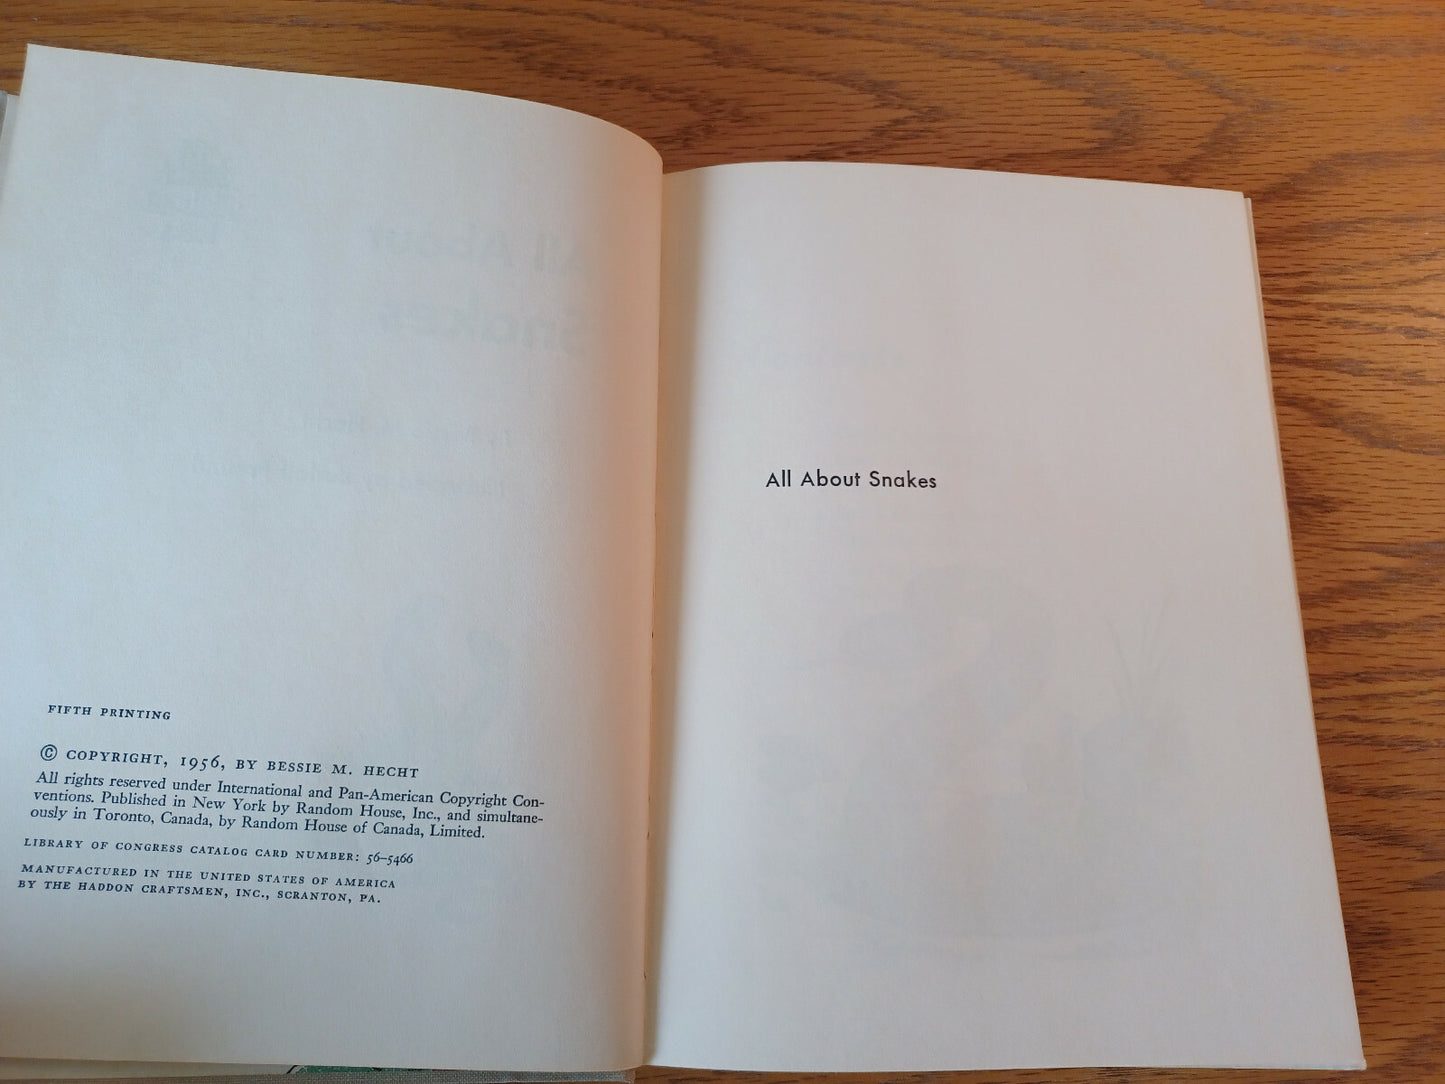 FIFTH PRINTING
© COPYRIGHT, 1956, BY BESSIE M. HECHT
All rights reserved under International and Pan-American Copyright Con-
ventions. Published in New York by Random House, Inc., and simultane-
ously in Toronto, Canada, by Random House of Canada, Limited.
LIBRARY OF CONGRESS CATALOG CARD NUMBER: 56–5466
MANUFACTURED IN THE UNITED STATES OF AMERICA
BY THE HADDON CRAFTSMEN, INC., SCRANTON, PA.
All About Snakes